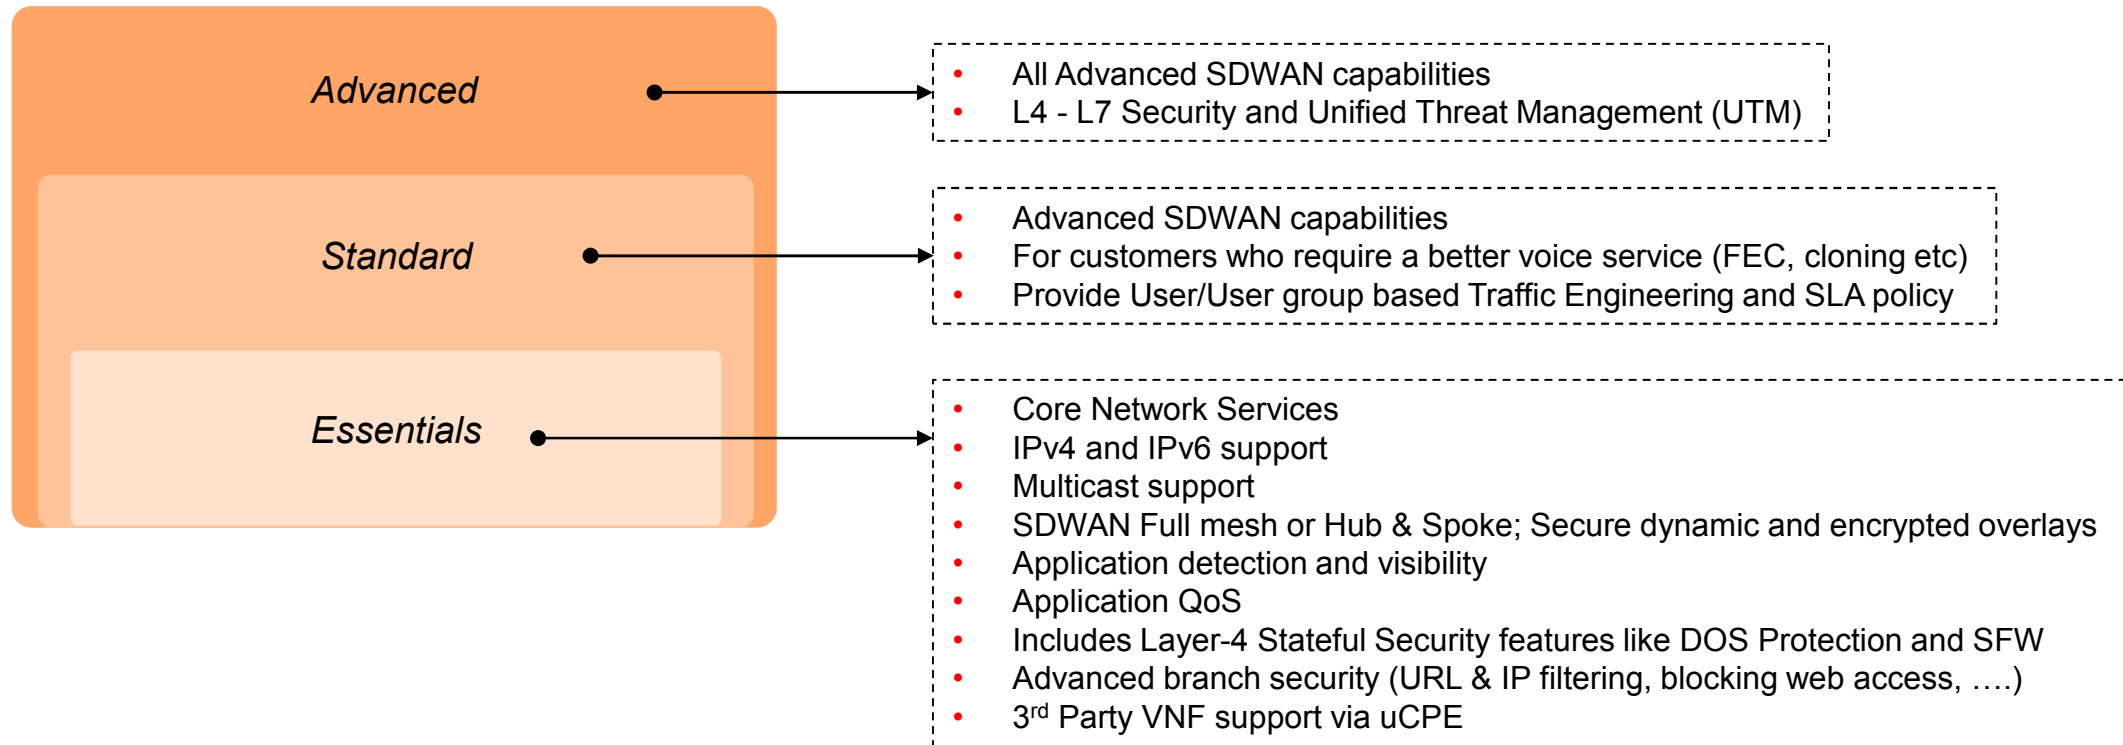 Advanced
• All Advanced SDWAN capabilities
• L4 - L7 Security and Unified Threat Management (UTM)
Standard
• Advanced SDWAN capabilities
• For customers who require a better voice service (FEC, cloning etc)
• Provide User/User group based Traffic Engineering and SLA policy
Essentials
• Core Network Services
• IPv4 and IPv6 support
• Multicast support
• SDWAN Full mesh or Hub & Spoke; Secure dynamic and encrypted overlays
• Application detection and visibility
• Application QoS
• Includes Layer-4 Stateful Security features like DOS Protection and SFW
• Advanced branch security (URL & IP filtering, blocking web access, ….)
• 3rd Party VNF support via uCPE